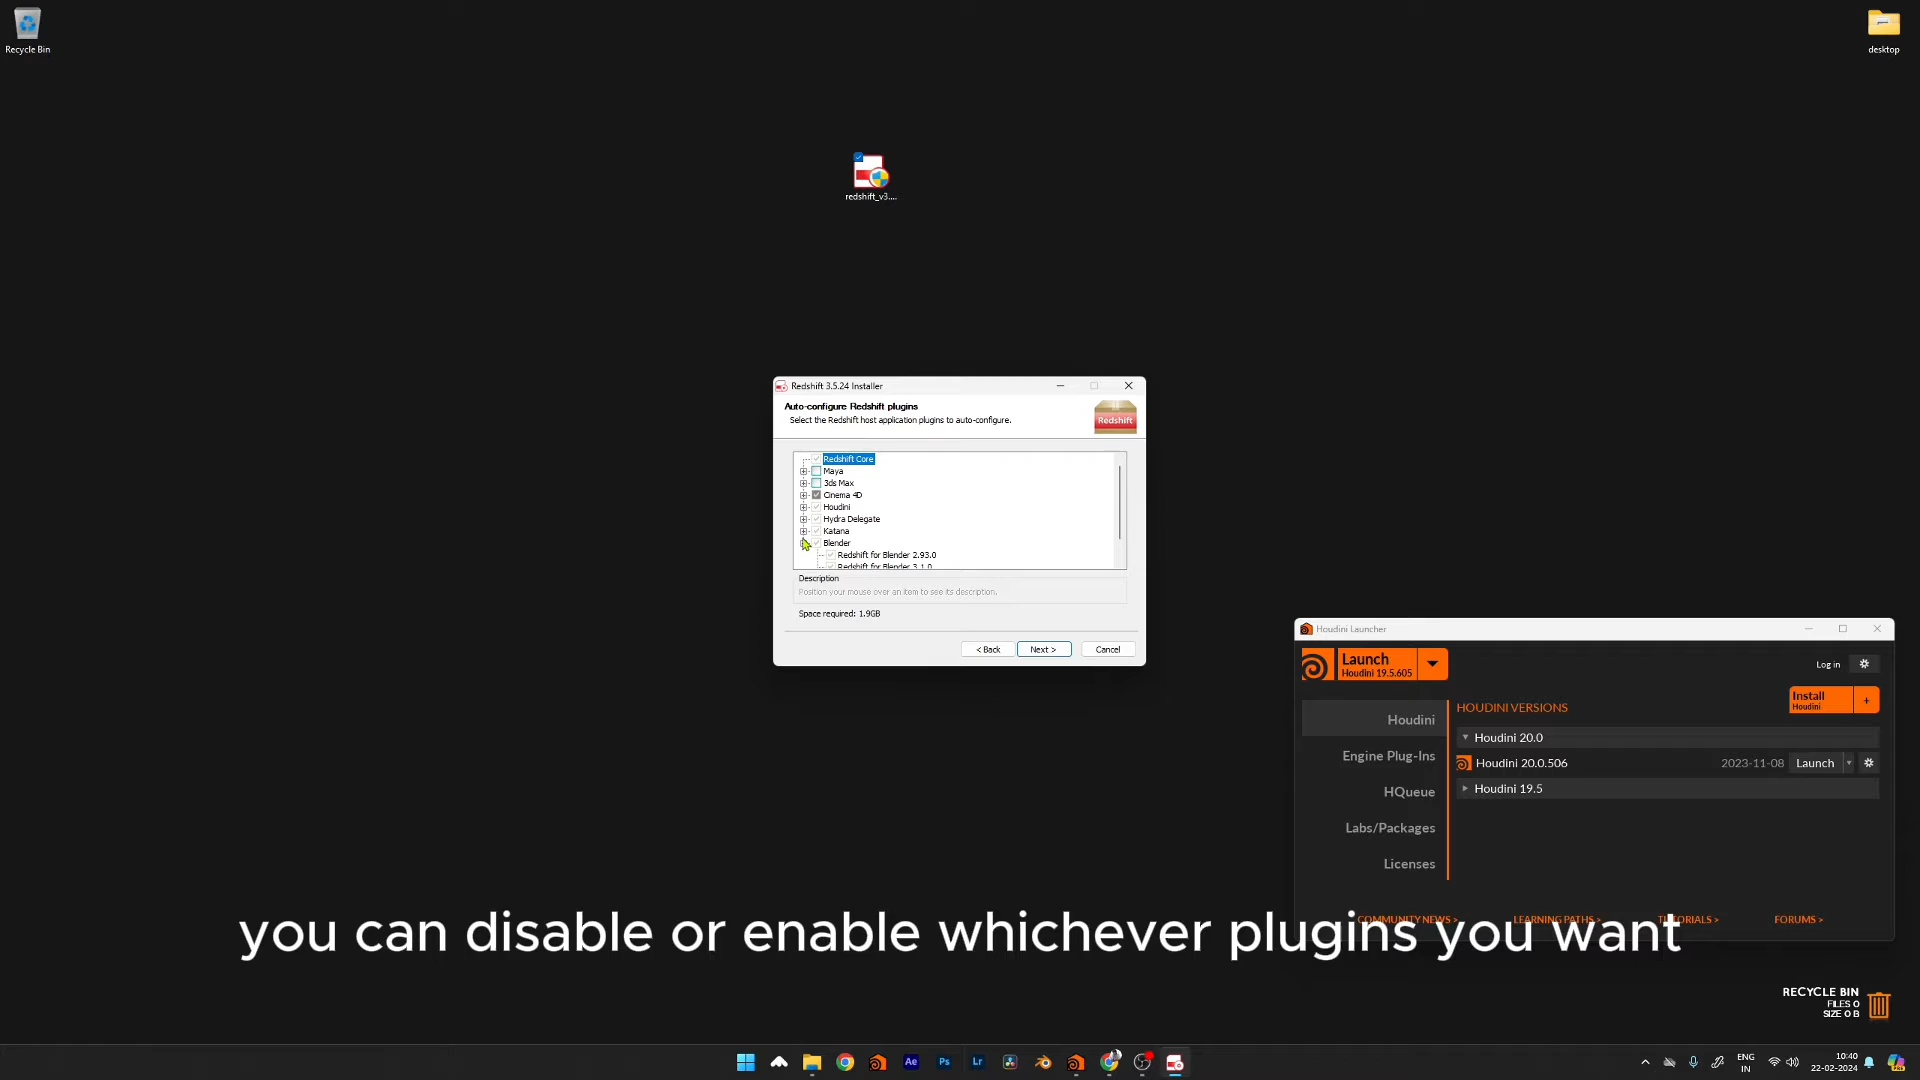 Recycle Bin
desktop
redshift_v3....
Redshift 3.5.24 Installer
Auto-configure Redshift plugins
Select the Redshift host application plugins to auto-configure.
Redshift
Redshift Core
Maya
3ds Max
Cinema 4D
Houdini
Hydra Delegate
Katana
Blender
Redshift for Blender 2.93.0
Redshift for Blender 3.1.0
Description
Position your mouse over an item to see its description.
Space required: 1.9GB
< Back
Next >
Cancel
Houdini Launcher
Launch
Houdini 19.5.605
Log in
Install
Houdini
+
Houdini
Engine Plug-Ins
HQueue
Labs/Packages
Licenses
HOUDINI VERSIONS
Houdini 20.0
Houdini 20.0.506
2023-11-08
Launch
Houdini 19.5
COMMUNITY NEWS >
LEARNING PATHS >
TUTORIALS >
FORUMS >
you can disable or enable whichever plugins you want
RECYCLE BIN
FILES 0
SIZE 0 B
Ae
Ps
Lr
ENG
IN
10:40
22-02-2024